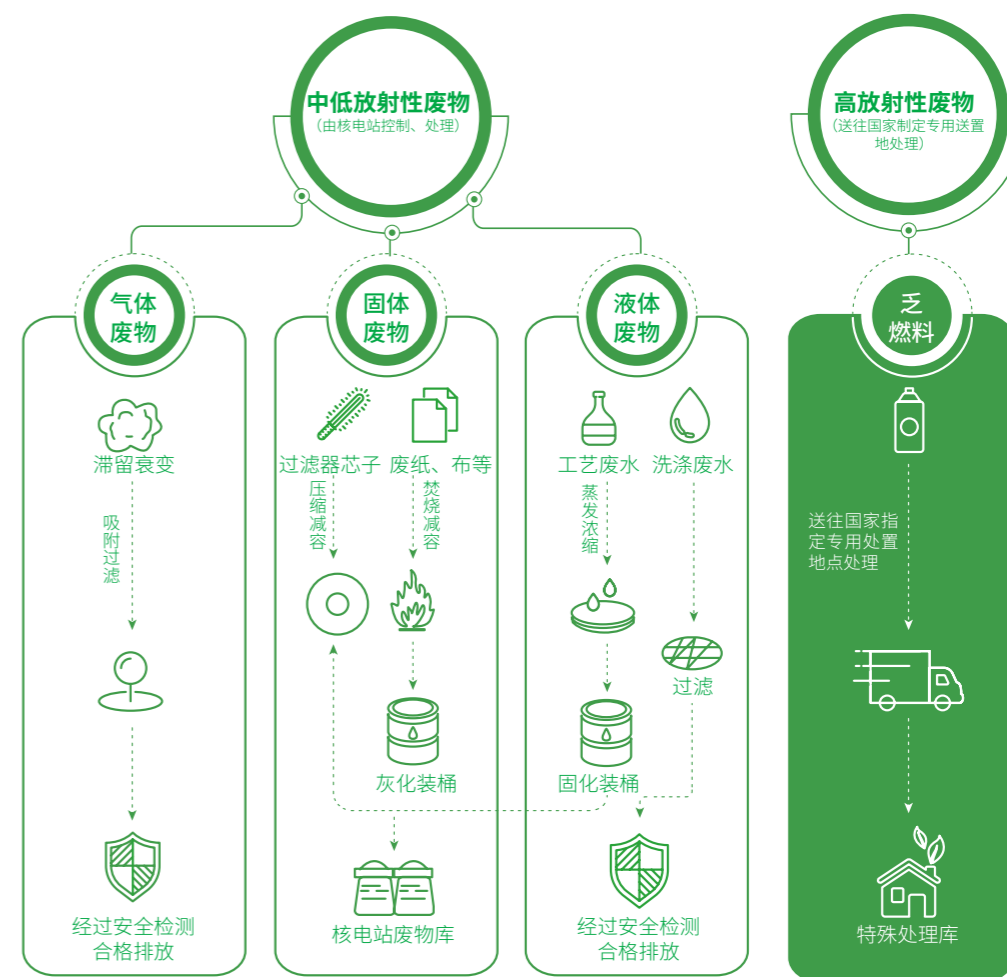 中低放射性废物
（由核电站控制、处理）
高放射性废物
（送往国家制定专用送置
地处理）
气体
废物
滞留衰变
吸附过滤
经过安全检测
合格排放
固体
废物
过滤器芯子
废纸、布等
压缩减容
焚烧减容
灰化装桶
核电站废物库
液体
废物
工艺废水
洗涤废水
蒸发浓缩
过滤
固化装桶
经过安全检测
合格排放
乏
燃料
送往国家指
定专用处置
地点处理
特殊处理库